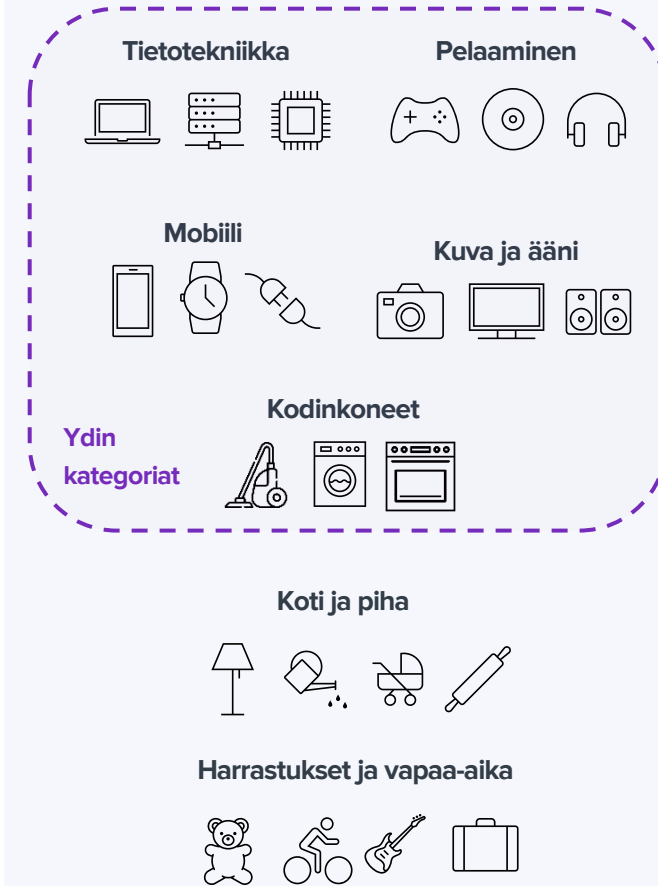 Tietotekniikka
Pelaaminen
Mobiili
Kuva ja ääni
Kodinkoneet
Ydin
kategoriat
Koti ja piha
Harrastukset ja vapaa-aika